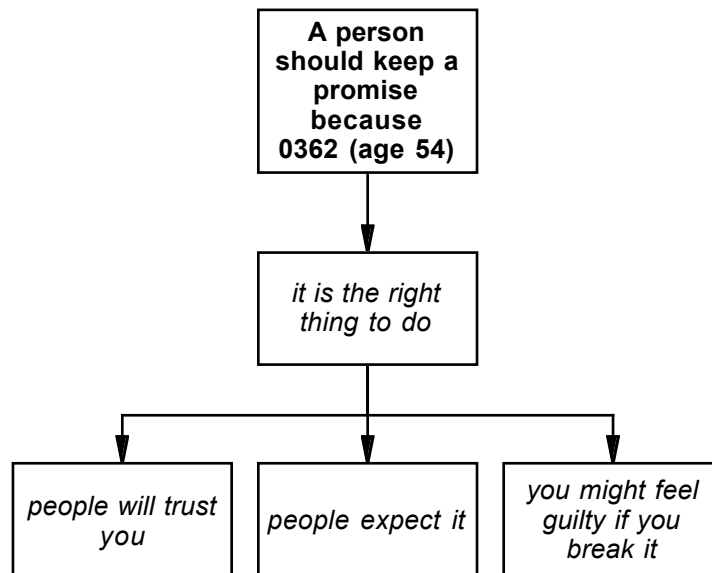 A person
should keep a
promise
because
0362 (age 54)
it is the right
thing to do
people will trust
you
people expect it
you might feel
guilty if you
break it